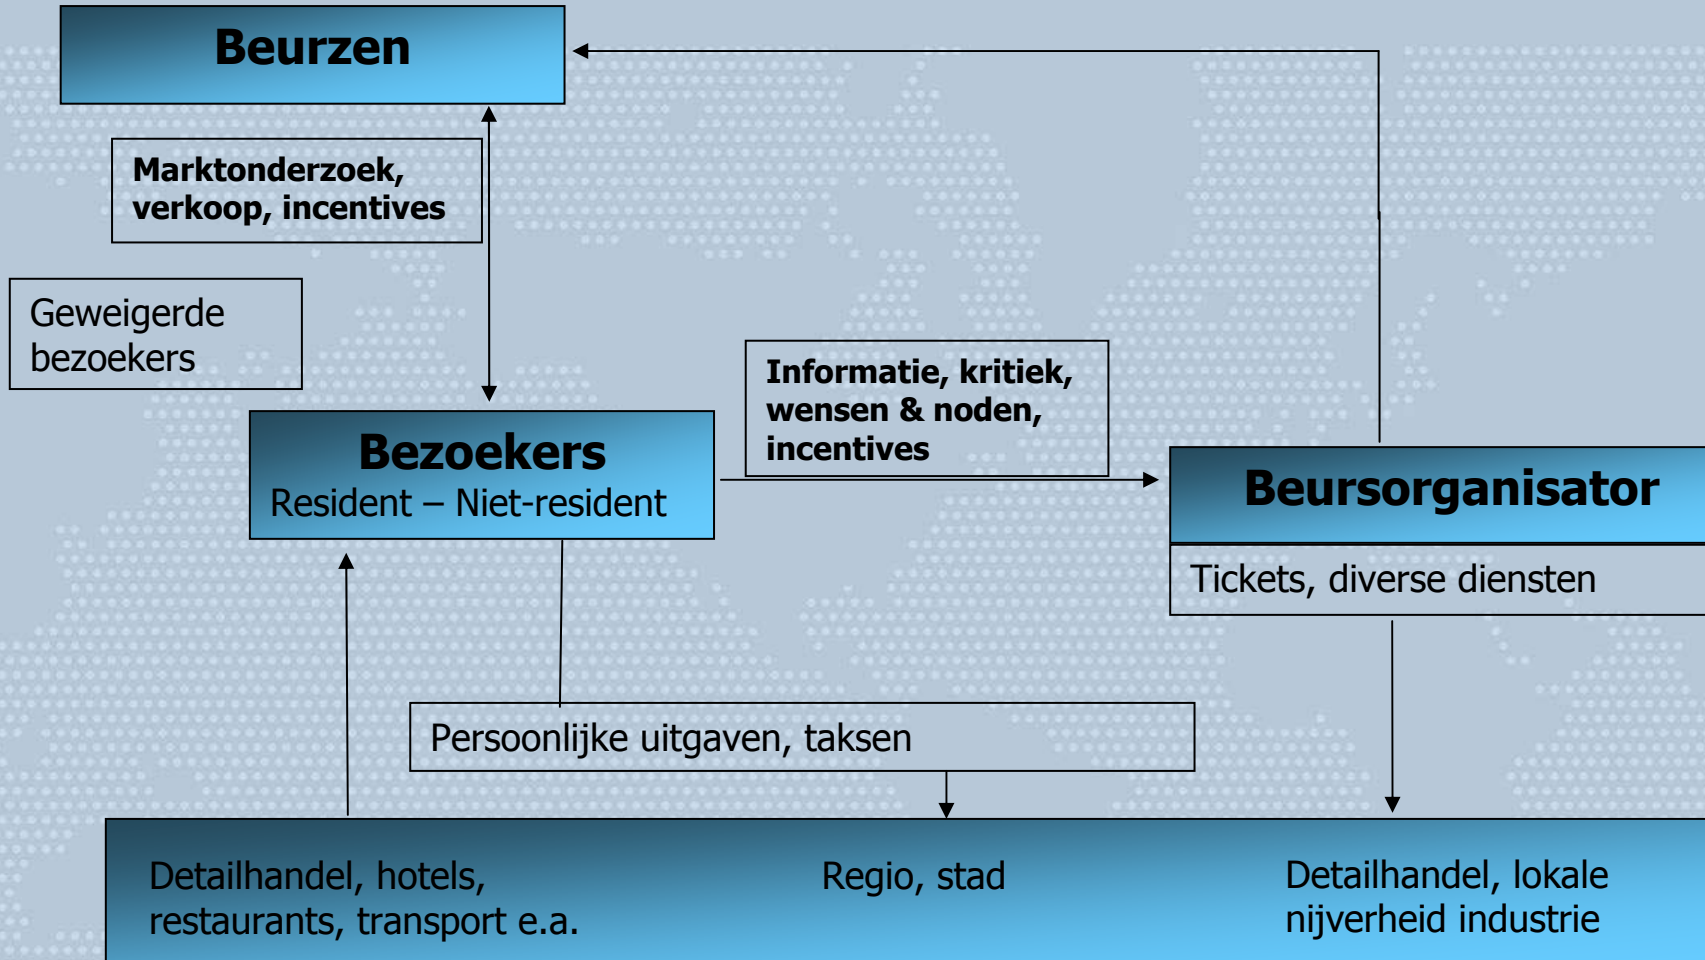 Beurzen
Marktonderzoek,
verkoop, incentives
Geweigerde
bezoekers
Informatie, kritiek,
wensen & noden,
incentives
Bezoekers
Resident – Niet-resident
Beursorganisator
Tickets, diverse diensten
Persoonlijke uitgaven, taksen
Detailhandel, hotels,
restaurants, transport e.a.
Regio, stad
Detailhandel, lokale
nijverheid industrie